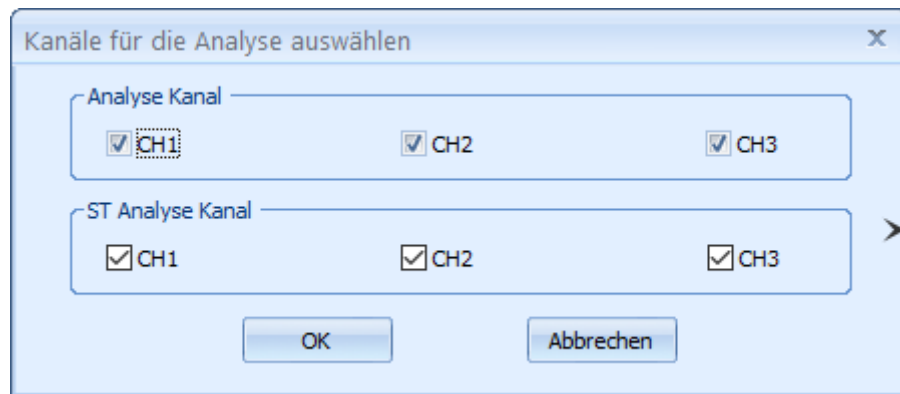 Kanäle für die Analyse auswählen
Analyse Kanal
CH1 CH2 CH3
ST Analyse Kanal
CH1 CH2 CH3
OK Abbrechen